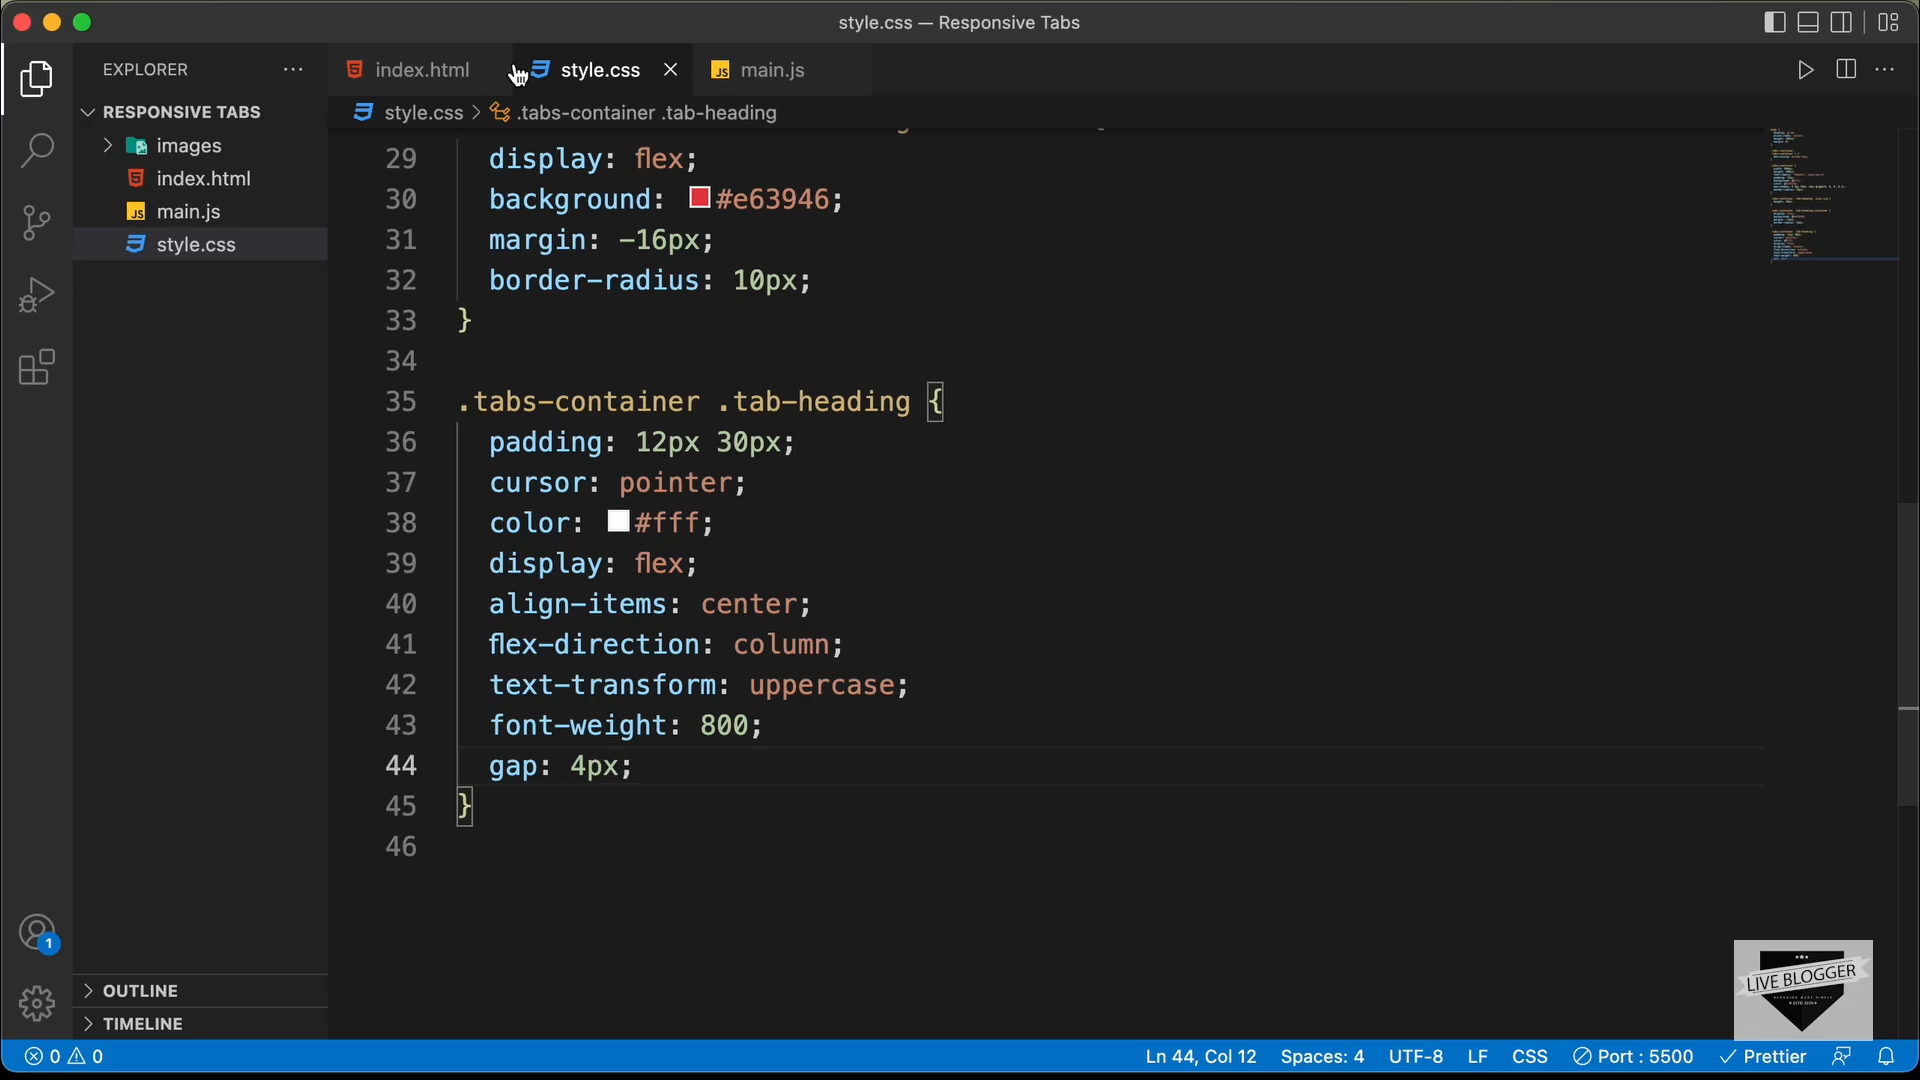 style.css — Responsive Tabs
EXPLORER
index.html
style.css
main.js
RESPONSIVE TABS
style.css > .tabs-container .tab-heading
images
index.html
main.js
style.css
29 display: flex;
30 background: #e63946;
31 margin: -16px;
32 border-radius: 10px;
33 }
34
35 .tabs-container .tab-heading {
36 padding: 12px 30px;
37 cursor: pointer;
38 color: #fff;
39 display: flex;
40 align-items: center;
41 flex-direction: column;
42 text-transform: uppercase;
43 font-weight: 800;
44 gap: 4px;
45 }
46
1
OUTLINE
TIMELINE
LIVE BLOGGER
0 0
Ln 44, Col 12
Spaces: 4
UTF-8
LF
CSS
Port : 5500
Prettier